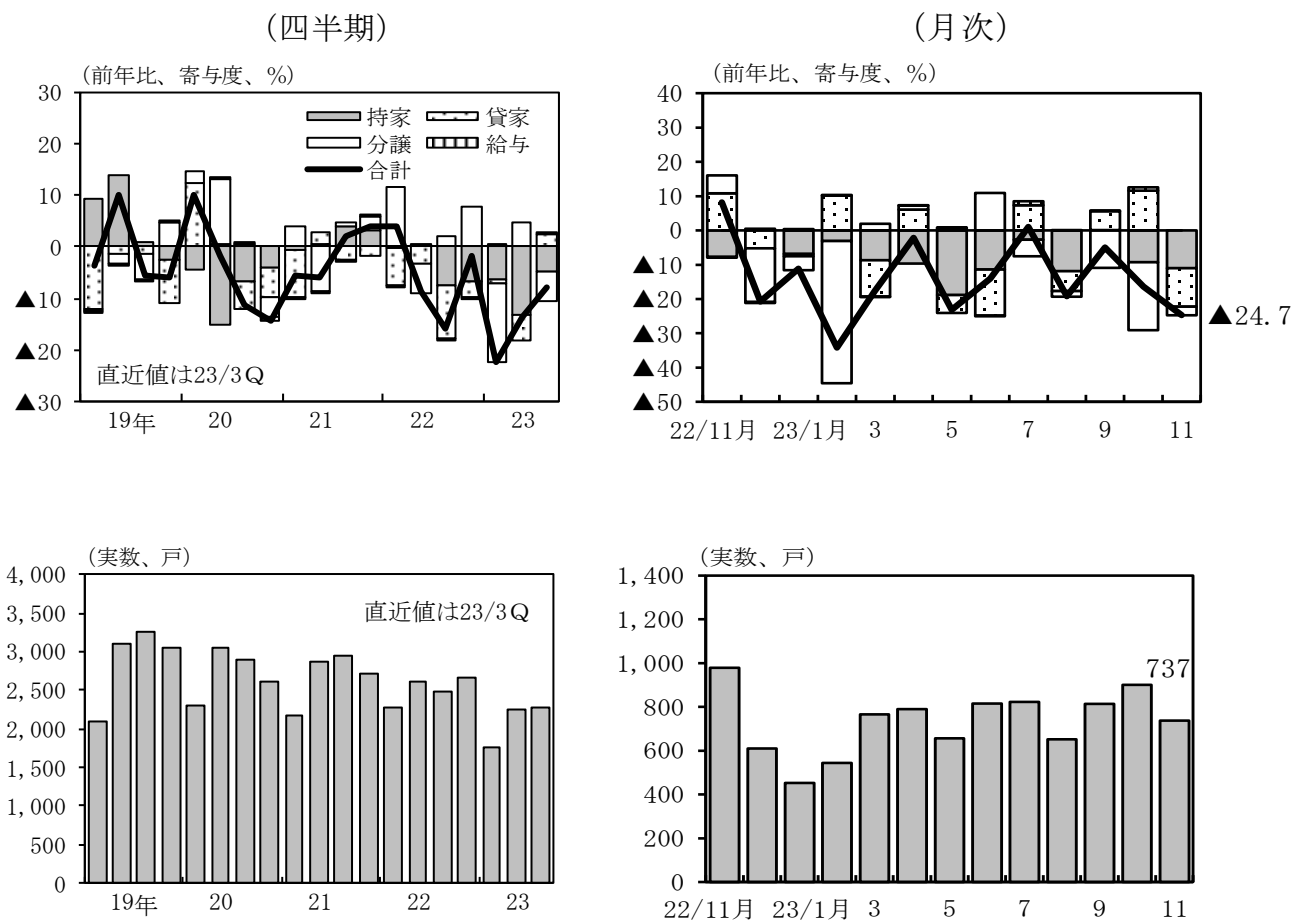 (四半期)
(前年比、寄与度、%)
30
20
10
0
▲10
▲20
▲30
持家
貸家
分譲
給与
合計
直近値は23/3Q
19年 20 21 22 23
(月次)
(前年比、寄与度、%)
40
30
20
10
0
▲10
▲20
▲30
▲40
▲50
▲24.7
22/11月 23/1月 3 5 7 9 11
(実数、戸)
4,000
3,500
3,000
2,500
2,000
1,500
1,000
500
0
直近値は23/3Q
19年 20 21 22 23
(実数、戸)
1,400
1,200
1,000
800
600
400
200
0
737
22/11月 23/1月 3 5 7 9 11